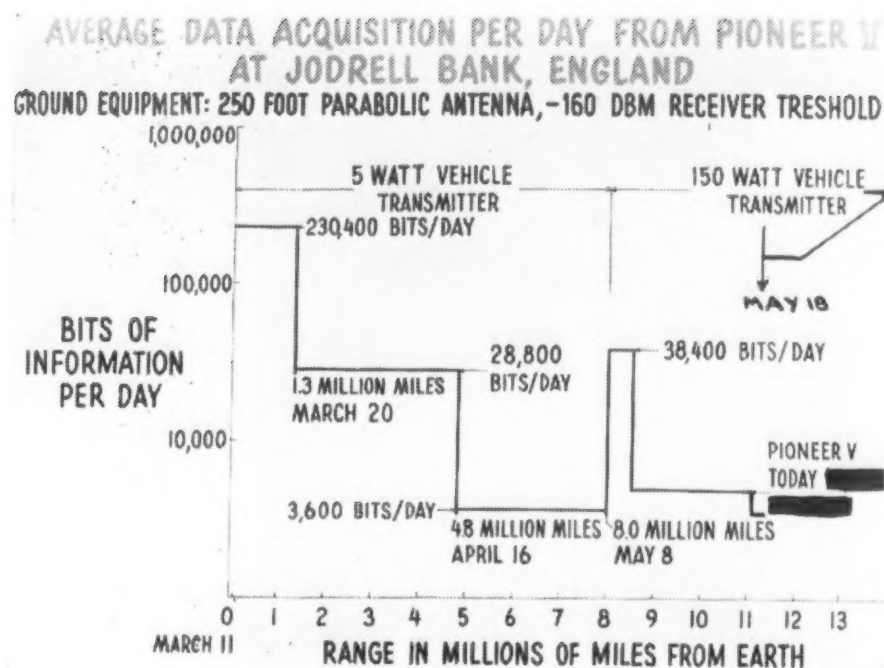 AVERAGE DATA ACQUISITION PER DAY FROM PIONEER V
AT JODRELL BANK, ENGLAND
GROUND EQUIPMENT: 250 FOOT PARABOLIC ANTENNA, -160 DBM RECEIVER TRESHOLD
1,000,000
5 WATT VEHICLE
TRANSMITTER
150 WATT VEHICLE
TRANSMITTER
230,400 BITS/DAY
100,000
MAY 18
BITS OF
INFORMATION
PER DAY
28,800
BITS/DAY
38,400 BITS/DAY
1.3 MILLION MILES
MARCH 20
10,000
PIONEER V
TODAY
3,600 BITS/DAY
4.8 MILLION MILES
APRIL 16
8.0 MILLION MILES
MAY 8
0 1 2 3 4 5 6 7 8 9 10 11 12 13
MARCH 11
RANGE IN MILLIONS OF MILES FROM EARTH